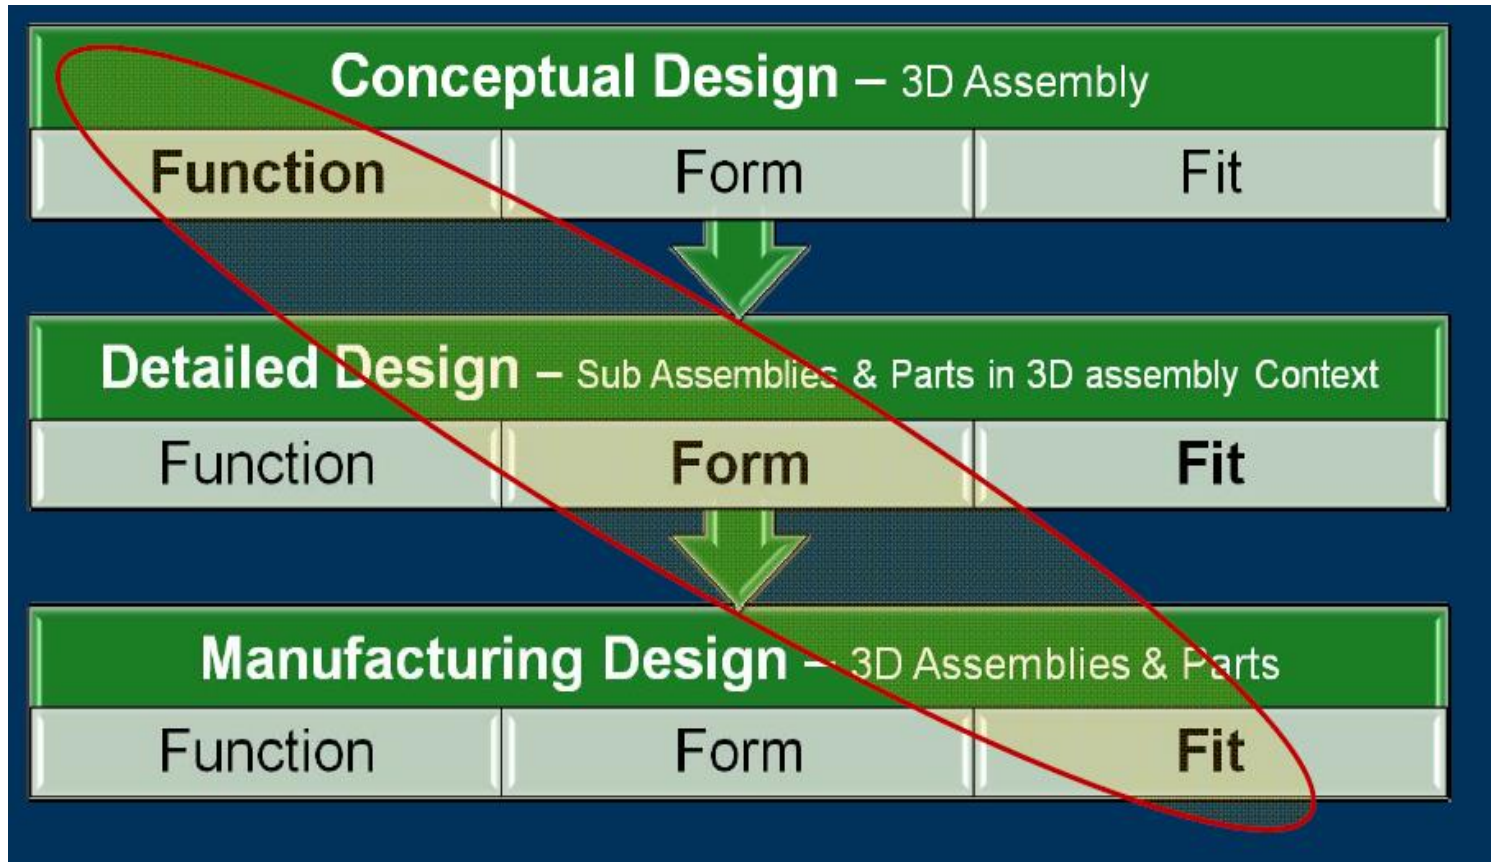 Conceptual Design – 3D Assembly
Function Form Fit
Detailed Design – Sub Assemblies & Parts in 3D assembly Context
Function Form Fit
Manufacturing Design – 3D Assemblies & Parts
Function Form Fit